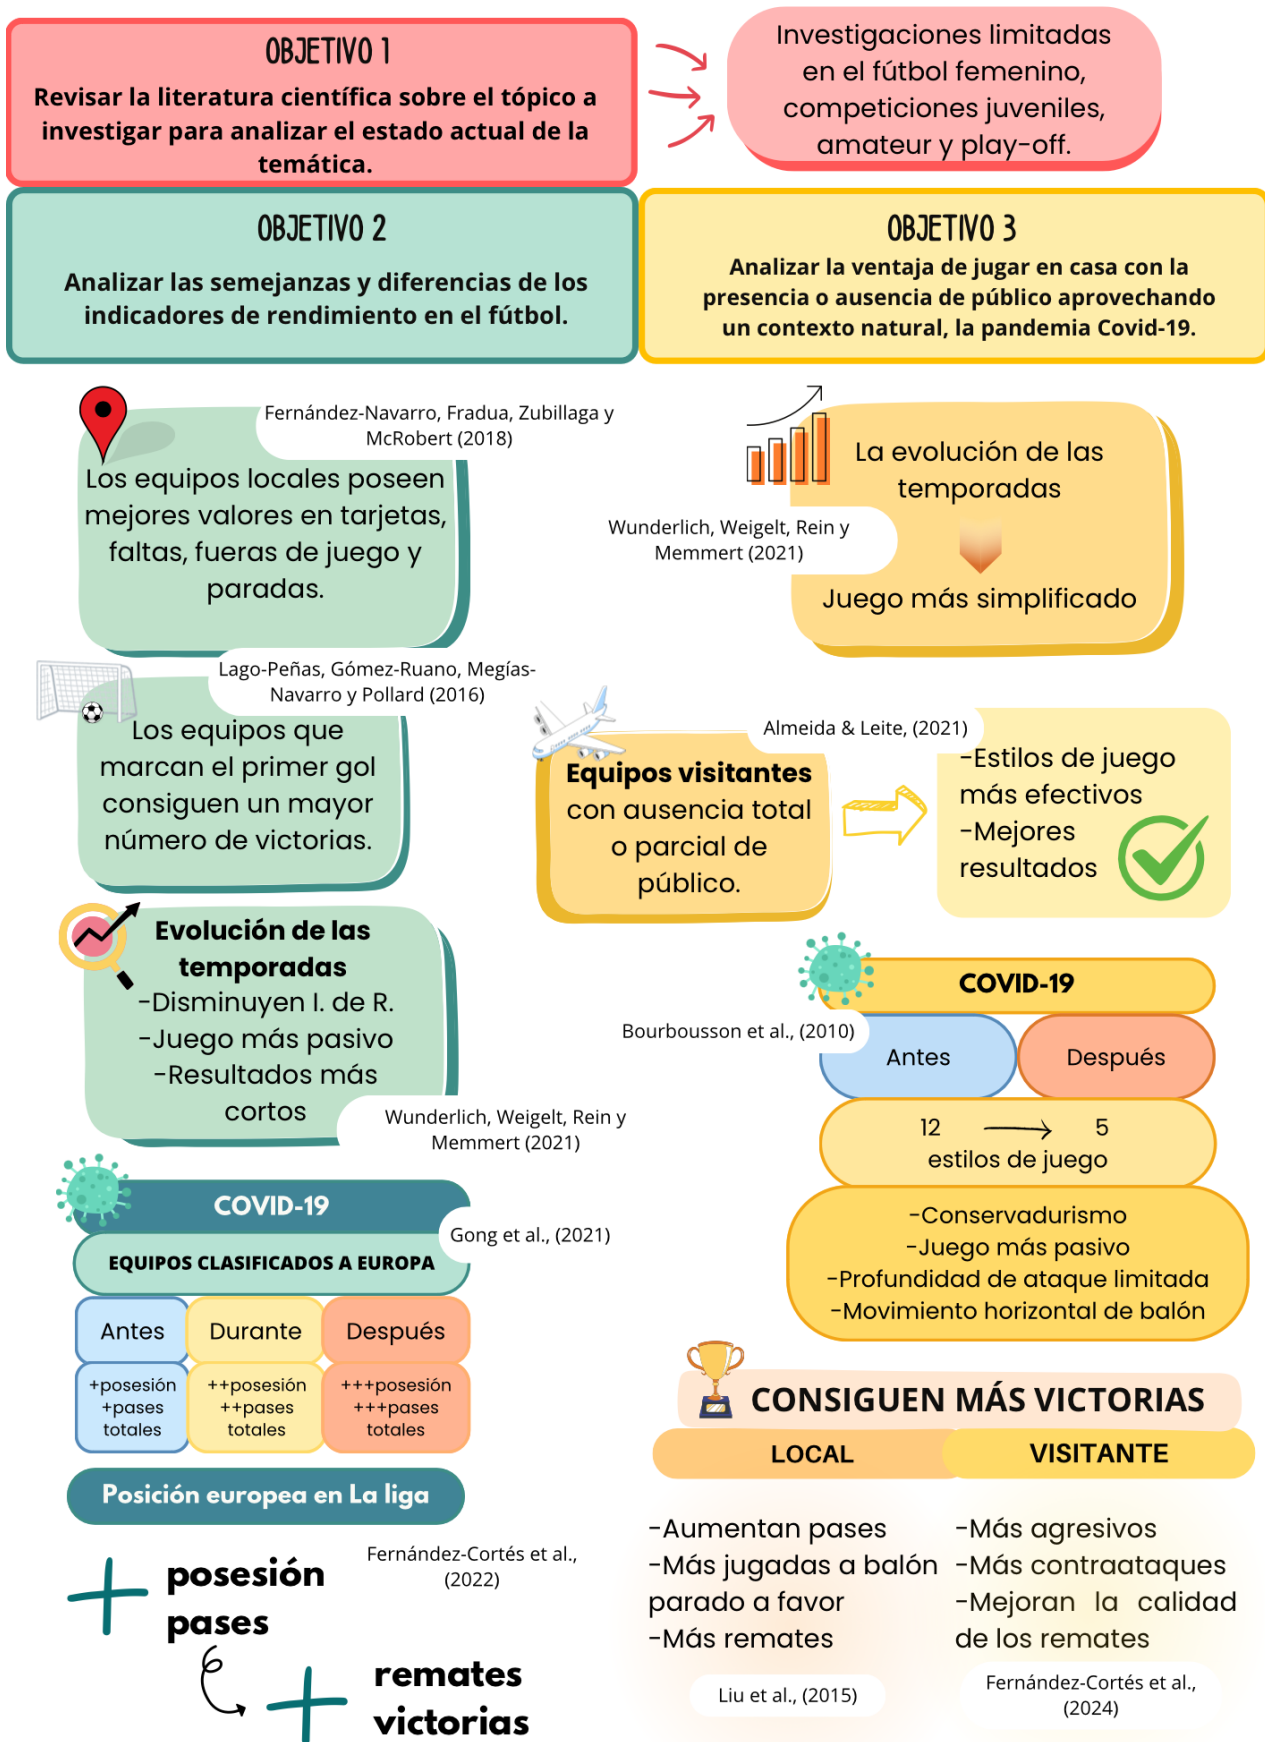 OBJETIVO 1
Revisar la literatura científica sobre el tópico a
investigar para analizar el estado actual de la
temática.
Investigaciones limitadas
en el fútbol femenino,
competiciones juveniles,
amateur y play-off.
OBJETIVO 2
Analizar las semejanzas y diferencias de los
indicadores de rendimiento en el fútbol.
OBJETIVO 3
Analizar la ventaja de jugar en casa con la
presencia o ausencia de público aprovechando
un contexto natural, la pandemia Covid-19.
Fernández-Navarro, Fradua, Zubillaga y
McRobert (2018)
Los equipos locales poseen
mejores valores en tarjetas,
faltas, fueras de juego y
paradas.
Lago-Peñas, Gómez-Ruano, Megías-
Navarro y Pollard (2016)
Los equipos que
marcan el primer gol
consiguen un mayor
número de victorias.
Evolución de las
temporadas
-Disminuyen I. de R.
-Juego más pasivo
-Resultados más
cortos
Wunderlich, Weigelt, Rein y
Memmert (2021)
COVID-19
Gong et al., (2021)
EQUIPOS CLASIFICADOS A EUROPA
Antes
Durante
Después
+posesión
+pases
totales
++posesión
++pases
totales
+++posesión
+++pases
totales
Posición europea en La liga
Fernández-Cortés et al.,
(2022)
+ posesión
pases
+ remates
victorias
La evolución de las
temporadas
Wunderlich, Weigelt, Rein y
Memmert (2021)
Juego más simplificado
Almeida & Leite, (2021)
Equipos visitantes
con ausencia total
o parcial de
público.
-Estilos de juego
más efectivos
-Mejores
resultados
COVID-19
Bourbousson et al., (2010)
Antes
Después
12 → 5
estilos de juego
-Conservadurismo
-Juego más pasivo
-Profundidad de ataque limitada
-Movimiento horizontal de balón
CONSIGUEN MÁS VICTORIAS
LOCAL
-Aumentan pases
-Más jugadas a balón
parado a favor
-Más remates
Liu et al., (2015)
VISITANTE
-Más agresivos
-Más contraataques
-Mejoran la calidad
de los remates
Fernández-Cortés et al.,
(2024)